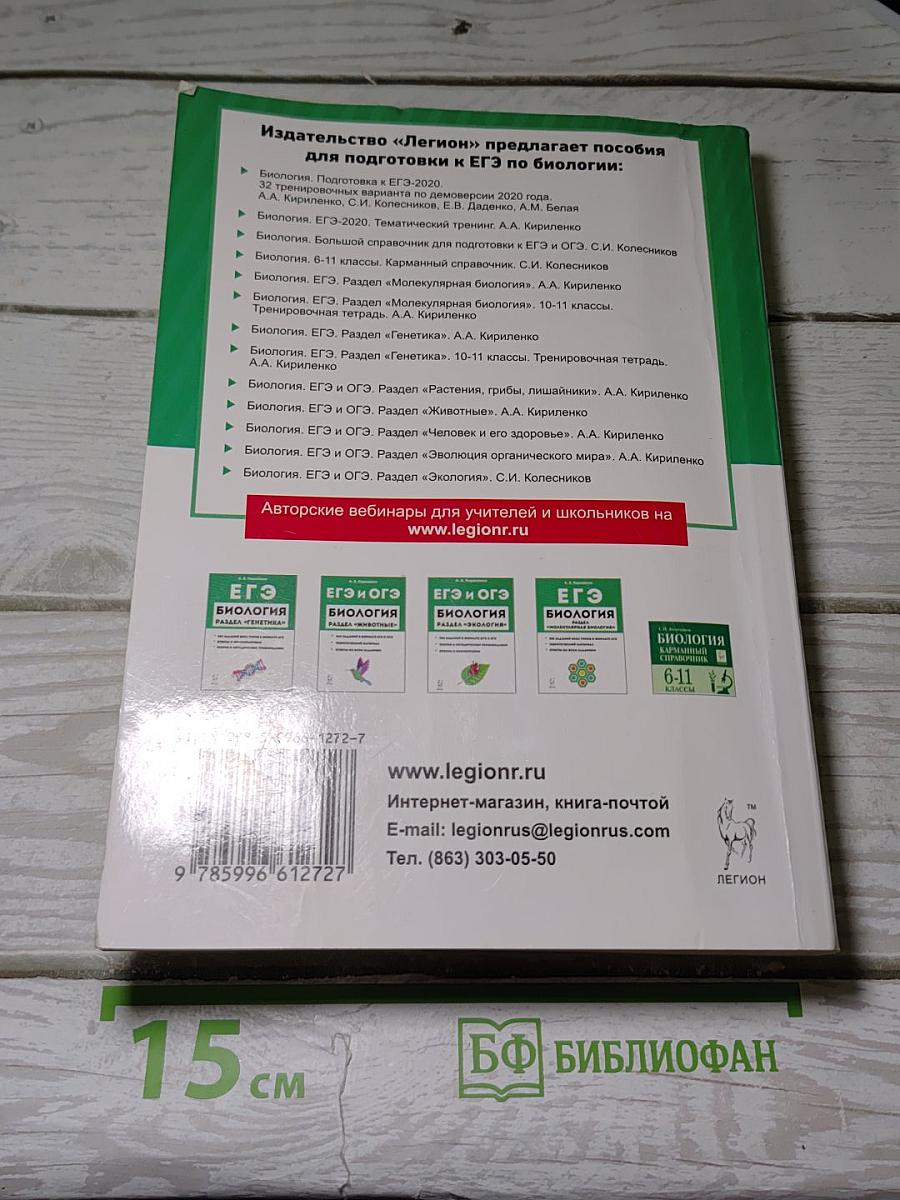 Издательство «Легион» предлагает пособия
для подготовки к ЕГЭ по биологии:
Биология. Подготовка к ЕГЭ-2020.
32 тренировочных варианта по демоверсии 2020 года.
А.А. Кириленко, С.И. Колесников, Е.В. Даденко, А.М. Белая
Биология. ЕГЭ-2020. Тематический тренинг. А.А. Кириленко
Биология. Большой справочник для подготовки к ЕГЭ и ОГЭ. С.И. Колесников
Биология. 6-11 классы. Карманный справочник. С.И. Колесников
Биология. ЕГЭ. Раздел «Молекулярная биология». А.А. Кириленко
Биология. ЕГЭ. Раздел «Молекулярная биология». 10-11 классы.
Тренировочная тетрадь. А.А. Кириленко
Биология. ЕГЭ. Раздел «Генетика». А.А. Кириленко
Биология. ЕГЭ. Раздел «Генетика». 10-11 классы. Тренировочная тетрадь.
А.А. Кириленко
Биология. ЕГЭ и ОГЭ. Раздел «Растения, грибы, лишайники». А.А. Кириленко
Биология. ЕГЭ и ОГЭ. Раздел «Животные». А.А. Кириленко
Биология. ЕГЭ и ОГЭ. Раздел «Человек и его здоровье». А.А. Кириленко
Биология. ЕГЭ и ОГЭ. Раздел «Эволюция органического мира». А.А. Кириленко
Биология. ЕГЭ и ОГЭ. Раздел «Экология». С.И. Колесников
Авторские вебинары для учителей и школьников на
www.legionr.ru
ЕГЭ
БИОЛОГИЯ
РАЗДЕЛ «ГЕНЕТИКА»
ЕГЭ и ОГЭ
БИОЛОГИЯ
РАЗДЕЛ «ЖИВОТНЫЕ»
ЕГЭ и ОГЭ
БИОЛОГИЯ
РАЗДЕЛ «ЭКОЛОГИЯ»
ЕГЭ
БИОЛОГИЯ
РАЗДЕЛ
«МОЛЕКУЛЯРНАЯ БИОЛОГИЯ»
БИОЛОГИЯ
КАРМАННЫЙ
СПРАВОЧНИК
6-11
КЛАССЫ
1272-7
9 785996 612727
www.legionr.ru
Интернет-магазин, книга-почтой
E-mail: legionrus@legionrus.com
Тел. (863) 303-05-50
TM
ЛЕГИОН
15 см
БФ БИБЛИОФАН